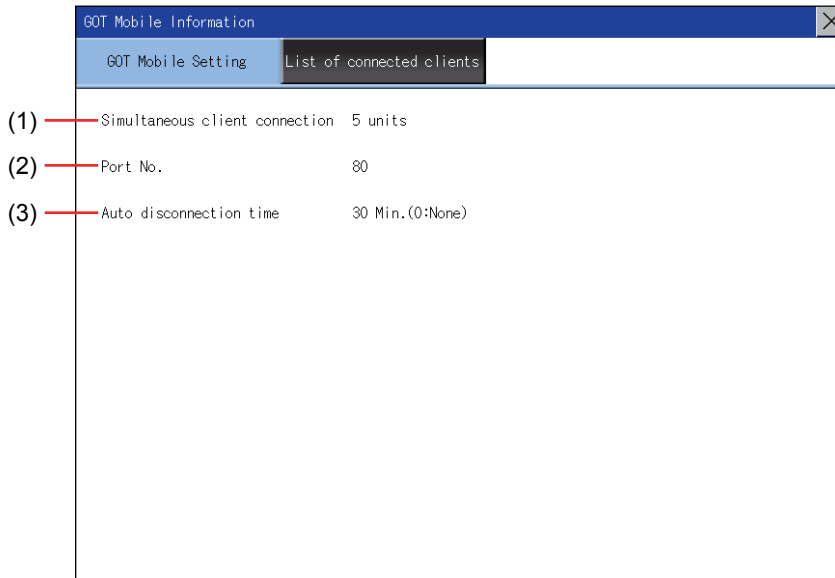 GOT Mobile Information
GOT Mobile Setting List of connected clients
(1) Simultaneous client connection 5 units
(2) Port No. 80
(3) Auto disconnection time 30 Min.(0:None)